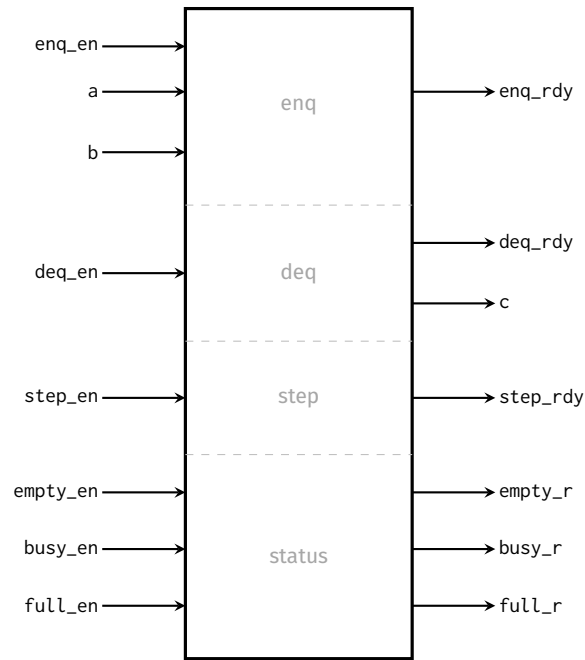 enq_en
a
b
enq
enq_rdy
deq_en
deq
deq_rdy
c
step_en
step
step_rdy
empty_en
busy_en
full_en
status
empty_r
busy_r
full_r